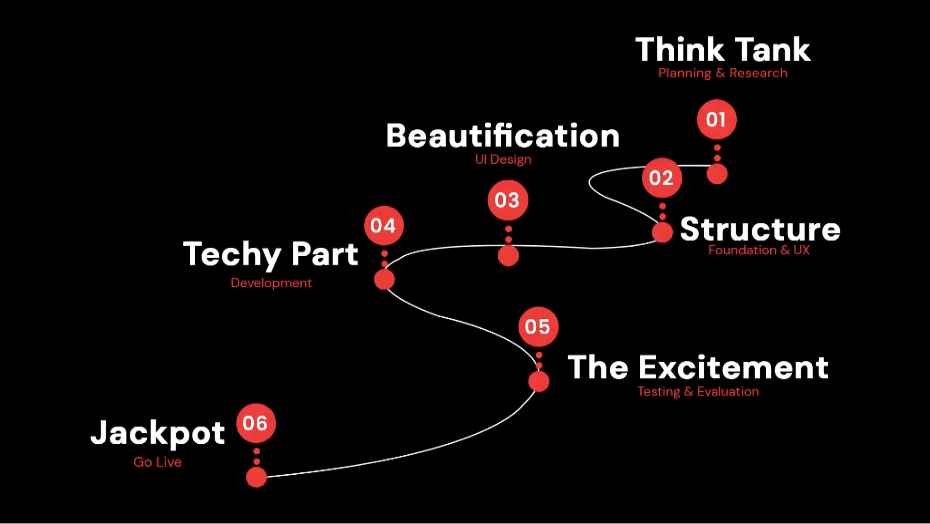 Think Tank
Planning & Research
01
Beautification
UI Design
02
03
Structure
Foundation & UX
04
Techy Part
Development
05
The Excitement
Testing & Evaluation
06
Jackpot
Go Live